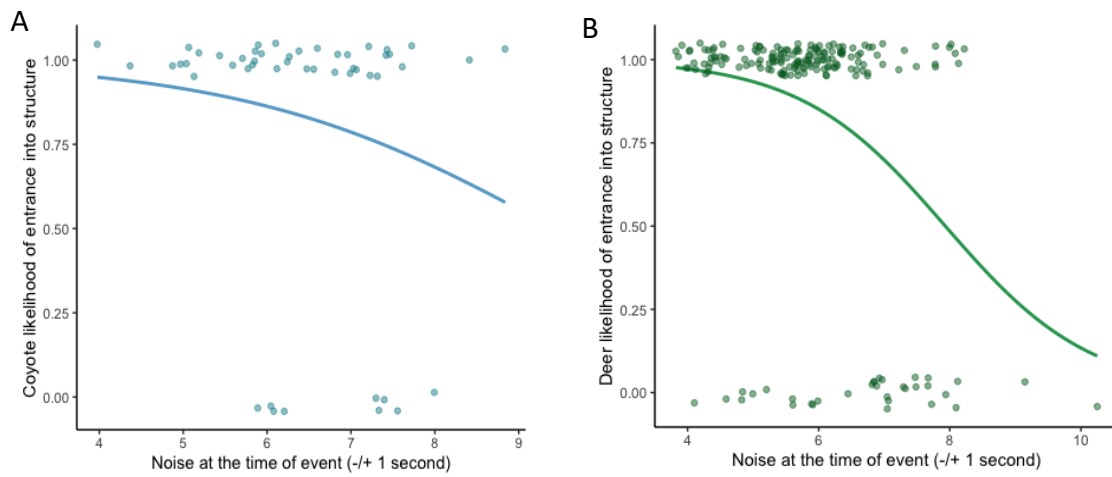 A
Coyote likelihood of entrance into structure
1.00
0.75
0.50
0.25
0.00
4 5 6 7 8 9
Noise at the time of event (-/+ 1 second)
B
Deer likelihood of entrance into structure
1.00
0.75
0.50
0.25
0.00
4 6 8 10
Noise at the time of event (-/+ 1 second)